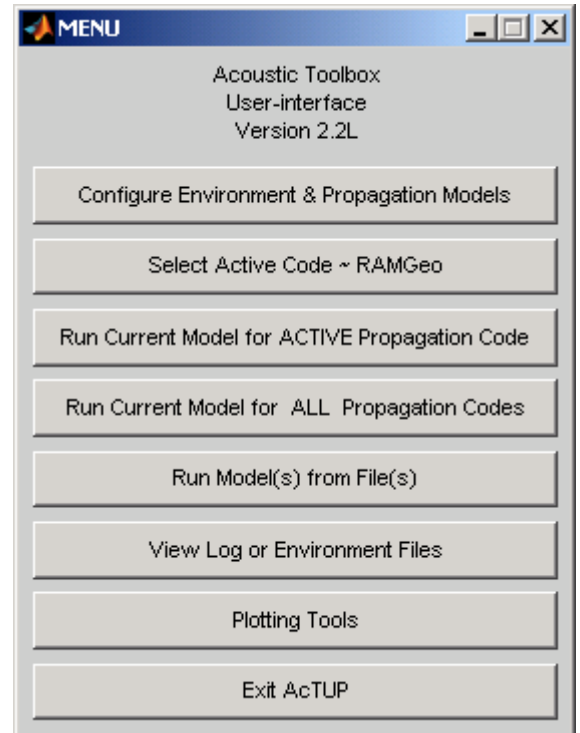 MENU
Acoustic Toolbox
User-interface
Version 2.2L
Configure Environment & Propagation Models
Select Active Code ~ RAMGeo
Run Current Model for ACTIVE Propagation Code
Run Current Model for  ALL  Propagation Codes
Run Model(s) from File(s)
View Log or Environment Files
Plotting Tools
Exit AcTUP